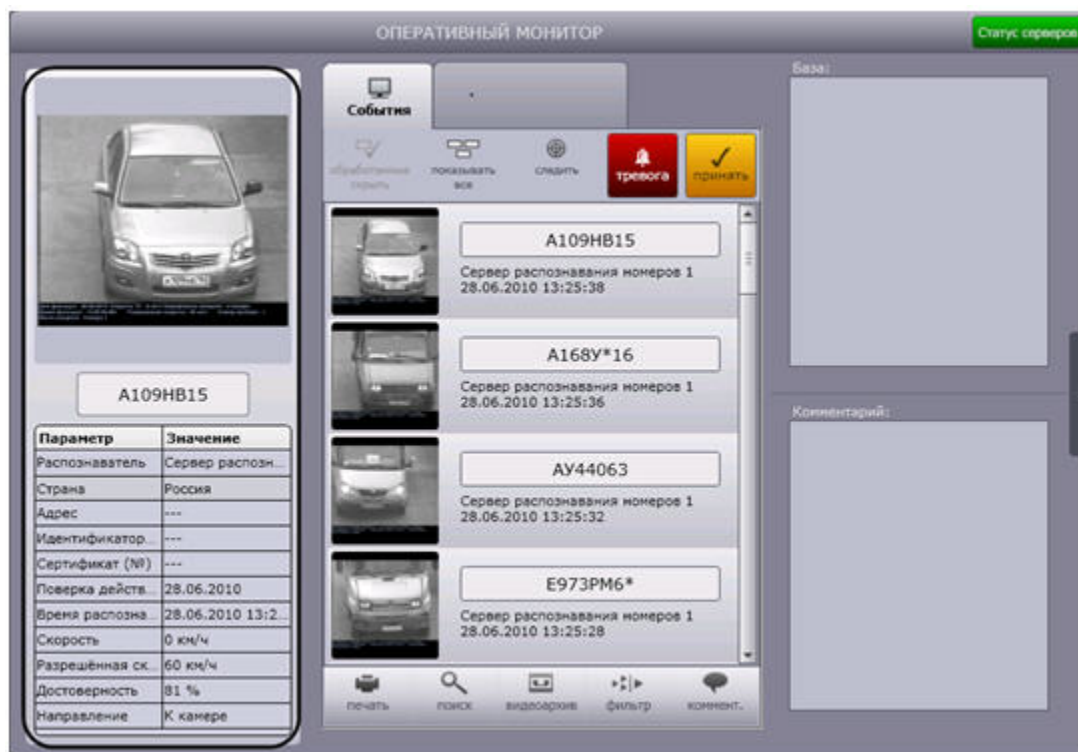 ОПЕРАТИВНЫЙ МОНИТОР
Статус серверов
А109НВ15
Параметр Значение
Распознаватель Сервер распозн...
Страна Россия
Адрес ---
Идентификатор... ---
Сертификат (№) ---
Поверка действ... 28.06.2010
Время распозна... 28.06.2010 13:2...
Скорость 0 км/ч
Разрешённая ск... 60 км/ч
Достоверность 81 %
Направление К камере
События
обработанные
скрыть
показывать
все
следить
тревога
принять
А109НВ15
Сервер распознавания номеров 1
28.06.2010 13:25:38
А168У*16
Сервер распознавания номеров 1
28.06.2010 13:25:36
АУ44063
Сервер распознавания номеров 1
28.06.2010 13:25:32
Е973РМ6*
Сервер распознавания номеров 1
28.06.2010 13:25:28
печать
поиск
видеоархив
фильтр
коммент.
База:
Комментарий: